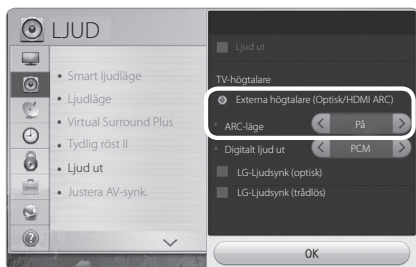 LJUD
• Smart ljudläge
• Ljudläge
• Virtual Surround Plus
• Tydlig röst II
• Ljud ut
• Justera AV-synk.
Ljud ut
TV-högtalare
Externa högtalare (Optisk/HDMI ARC)
• ARC-läge < På >
• Digitalt ljud ut < PCM >
LG-Ljudsynk (optisk)
LG-Ljudsynk (trådlös)
OK